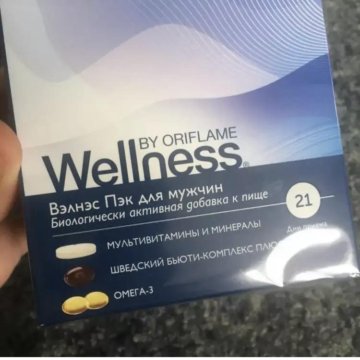 BY ORIFLAME
Wellness®
Вэлнэс Пэк для мужчин
Биологически активная добавка к пище
21
МУЛЬТИВИТАМИНЫ И МИНЕРАЛЫ
ШВЕДСКИЙ БЬЮТИ-КОМПЛЕКС ПЛЮС
ОМЕГА-3